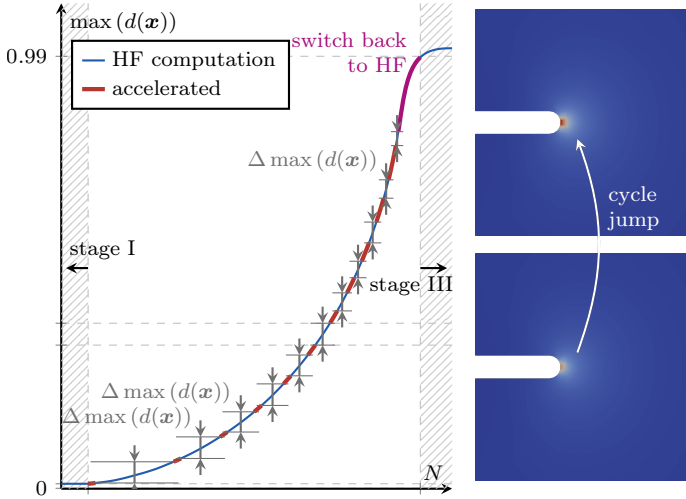 max (d(x))
0.99
HF computation
accelerated
switch back
to HF
Δ max (d(x))
stage I
stage III
Δ max (d(x))
Δ max (d(x))
0
N
cycle
jump